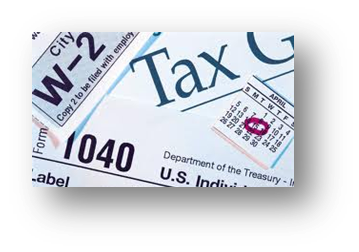 City
W-2
Copy 2 to be filed with employ
Tax G
APRIL
S M T W T F S
Form 1040
Department of the Treasury - I
Label
U.S. Indivi